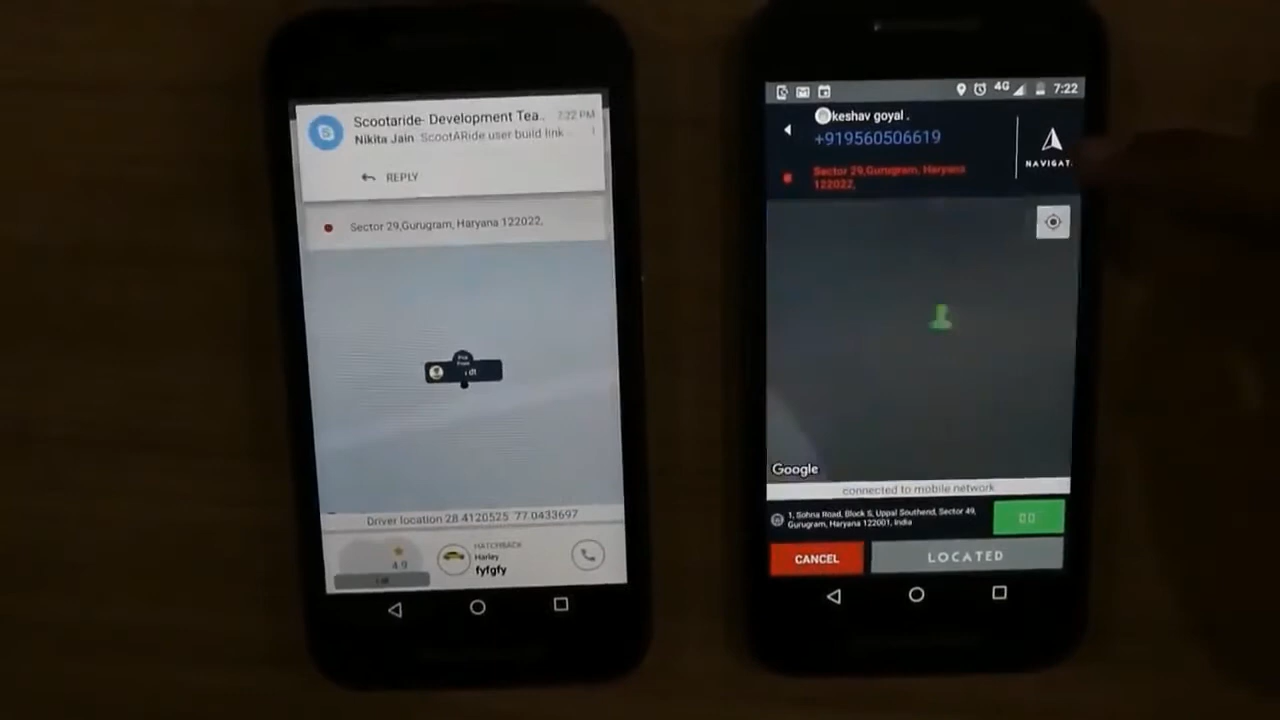 Scootaride- Development Tea..
7:22 PM
Nikita Jain ScootARide user build link ..
REPLY
Sector 29,Gurugram, Haryana 122022,
Driver location 28.4120525 77.0433697
4.9
HATCHBACK
Harley
fyfgfy
4G
7:22
keshav goyal .
+919560506619
NAVIGAT
Sector 29,Gurugram, Haryana
122022,
Google
connected to mobile network
1, Sohna Road, Block S, Uppal Southend, Sector 49,
Gurugram, Haryana 122001, India
CANCEL
LOCATED